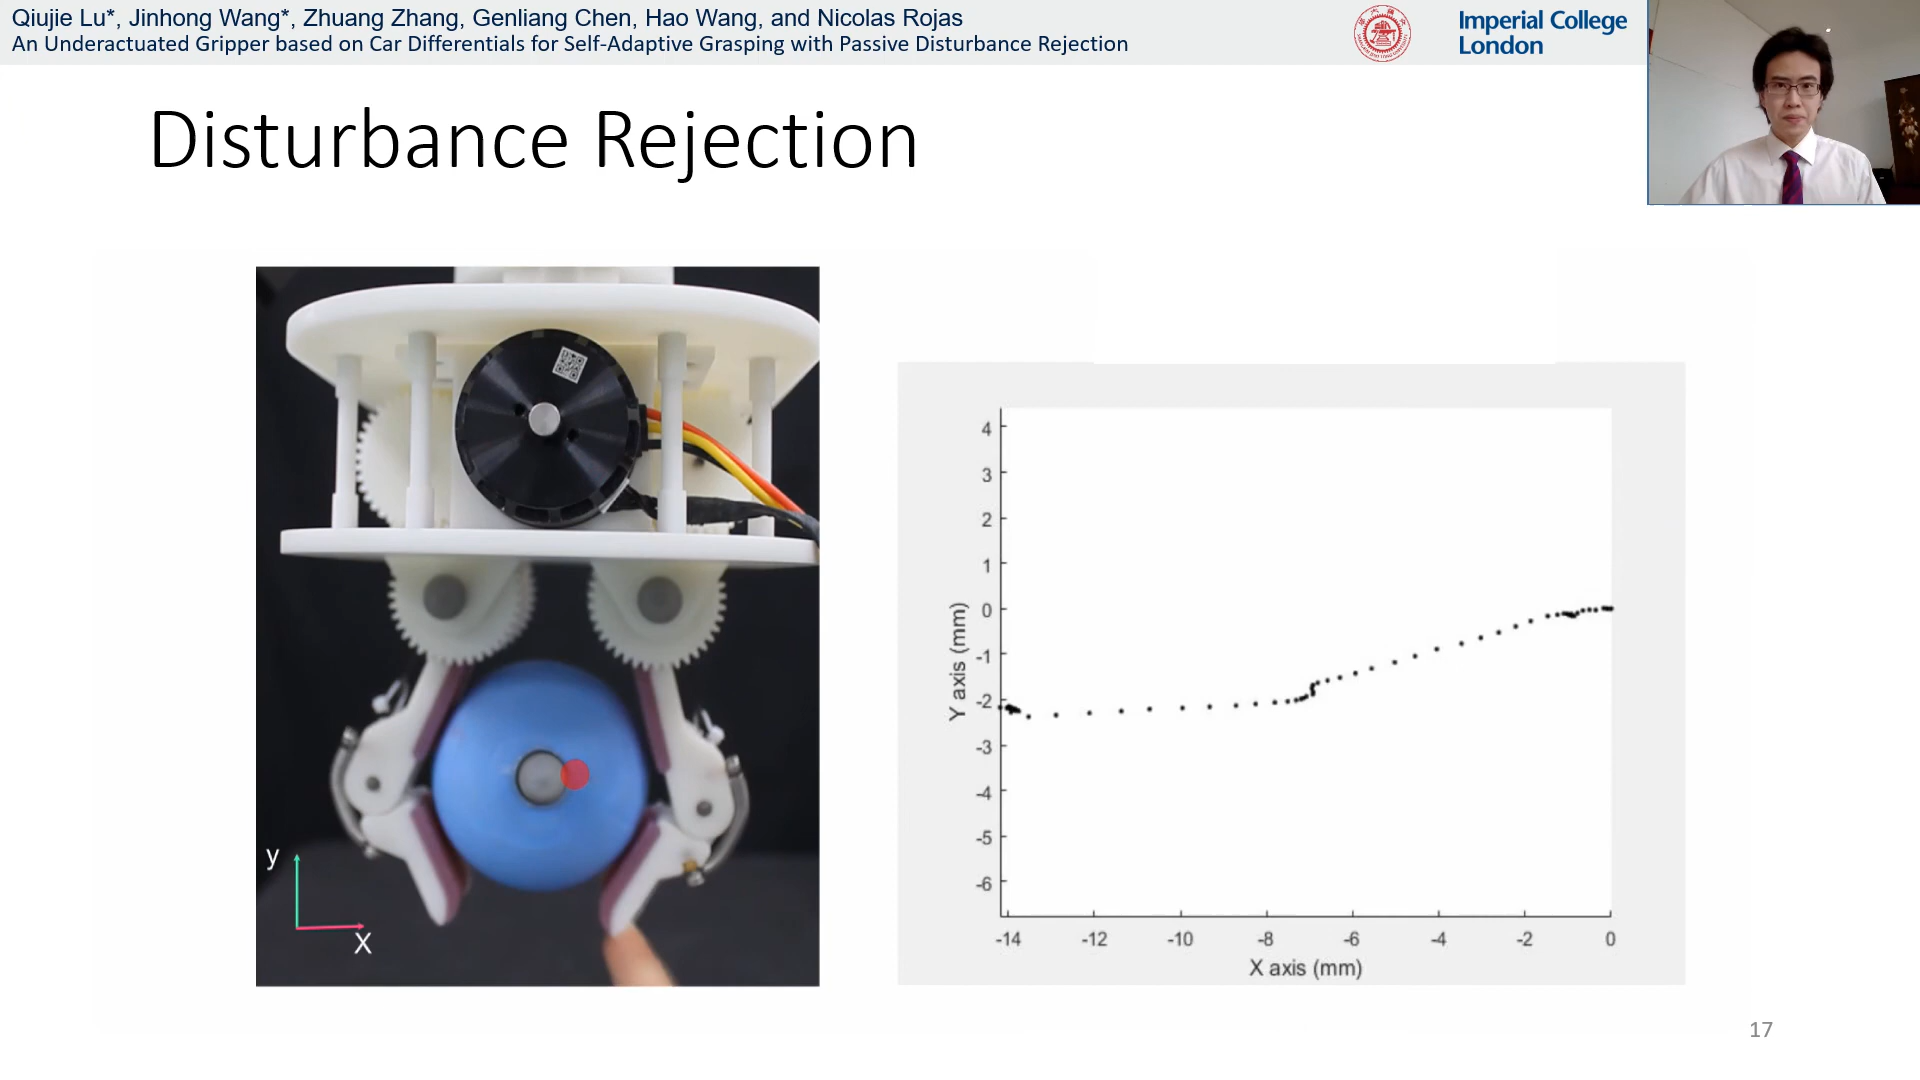 Qiujie Lu*, Jinhong Wang*, Zhuang Zhang, Genliang Chen, Hao Wang, and Nicolas Rojas
An Underactuated Gripper based on Car Differentials for Self-Adaptive Grasping with Passive Disturbance Rejection
Imperial College
London
Disturbance Rejection
y
X
4
3
2
1
0
-1
-2
-3
-4
-5
-6
Y axis (mm)
-14 -12 -10 -8 -6 -4 -2 0
X axis (mm)
17